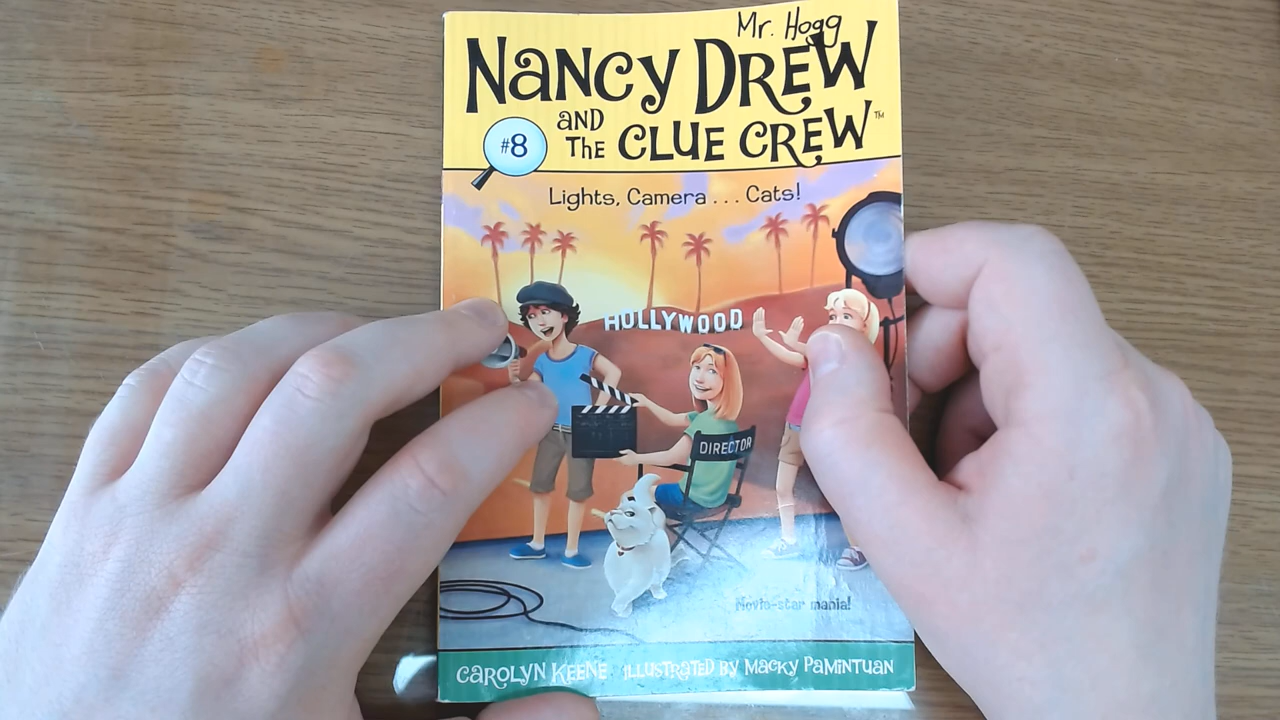 Mr. Hogg
NANCY DREW
AND
THE CLUE CREW™
#8
Lights, Camera . . . Cats!
HOLLYWOOD
DIRECTOR
Movie-star mania!
CAROLYN KEENE ILLUSTRATED BY MACKY PAMINTUAN